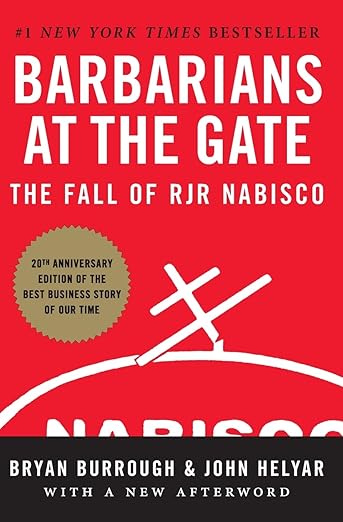 #1 NEW YORK TIMES BESTSELLER
BARBARIANS
AT THE GATE
THE FALL OF RJR NABISCO
20TH ANNIVERSARY
EDITION OF THE
BEST BUSINESS STORY
OF OUR TIME
NABISCO
BRYAN BURROUGH & JOHN HELYAR
WITH A NEW AFTERWORD